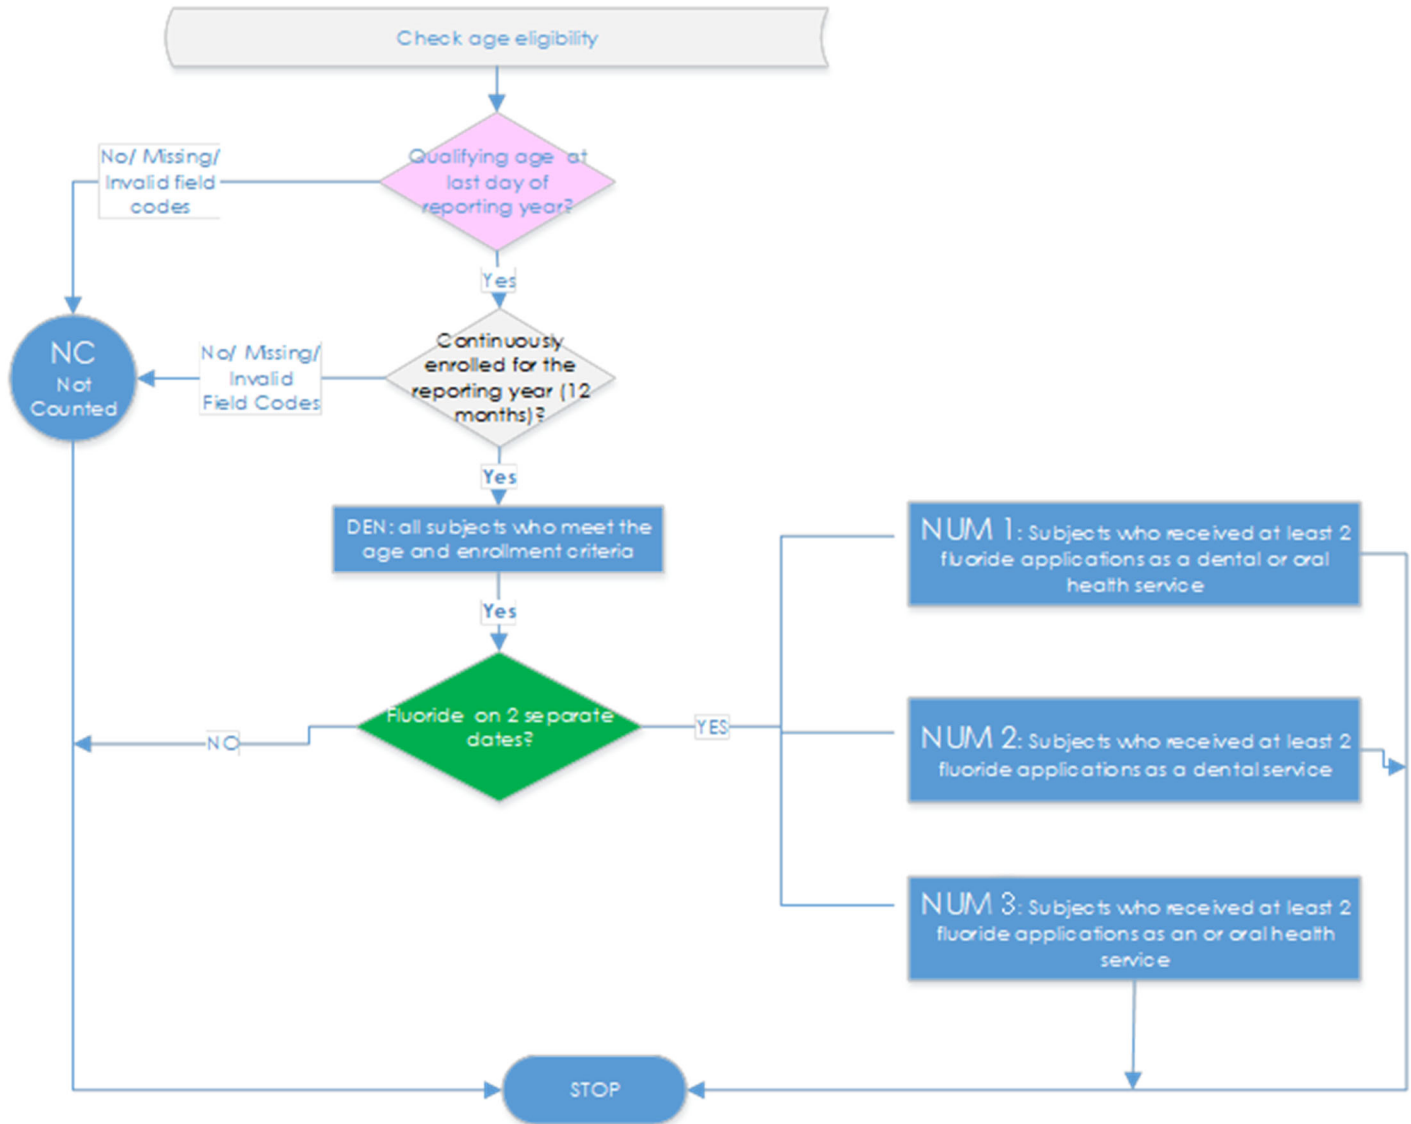 Check age eligibility
Qualifying age at
last day of
reporting year?
No/ Missing/
Invalid field
codes
Yes
Continuously
enrolled for the
reporting year (12
months)?
No/ Missing/
Invalid
Field Codes
NC
Not
Counted
Yes
DEN: all subjects who meet the
age and enrollment criteria
Yes
Fluoride on 2 separate
dates?
NO
YES
NUM 1: Subjects who received at least 2
fluoride applications as a dental or oral
health service
NUM 2: Subjects who received at least 2
fluoride applications as a dental service
NUM 3: Subjects who received at least 2
fluoride applications as an or oral health
service
STOP